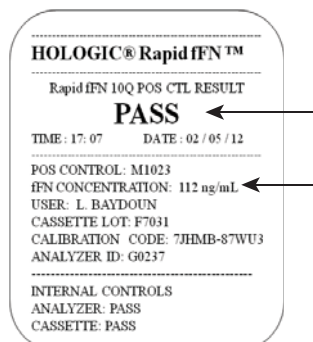 HOLOGIC® Rapid fFN™
Rapid fFN 10Q POS CTL RESULT
PASS
TIME : 17: 07 DATE : 02 / 05 / 12
POS CONTROL: M1023
fFN CONCENTRATION: 112 ng/mL
USER: L. BAYDOUN
CASSETTE LOT: F7031
CALIBRATION CODE: 7JHMB-87WU3
ANALYZER ID: G0237
INTERNAL CONTROLS
ANALYZER: PASS
CASSETTE: PASS